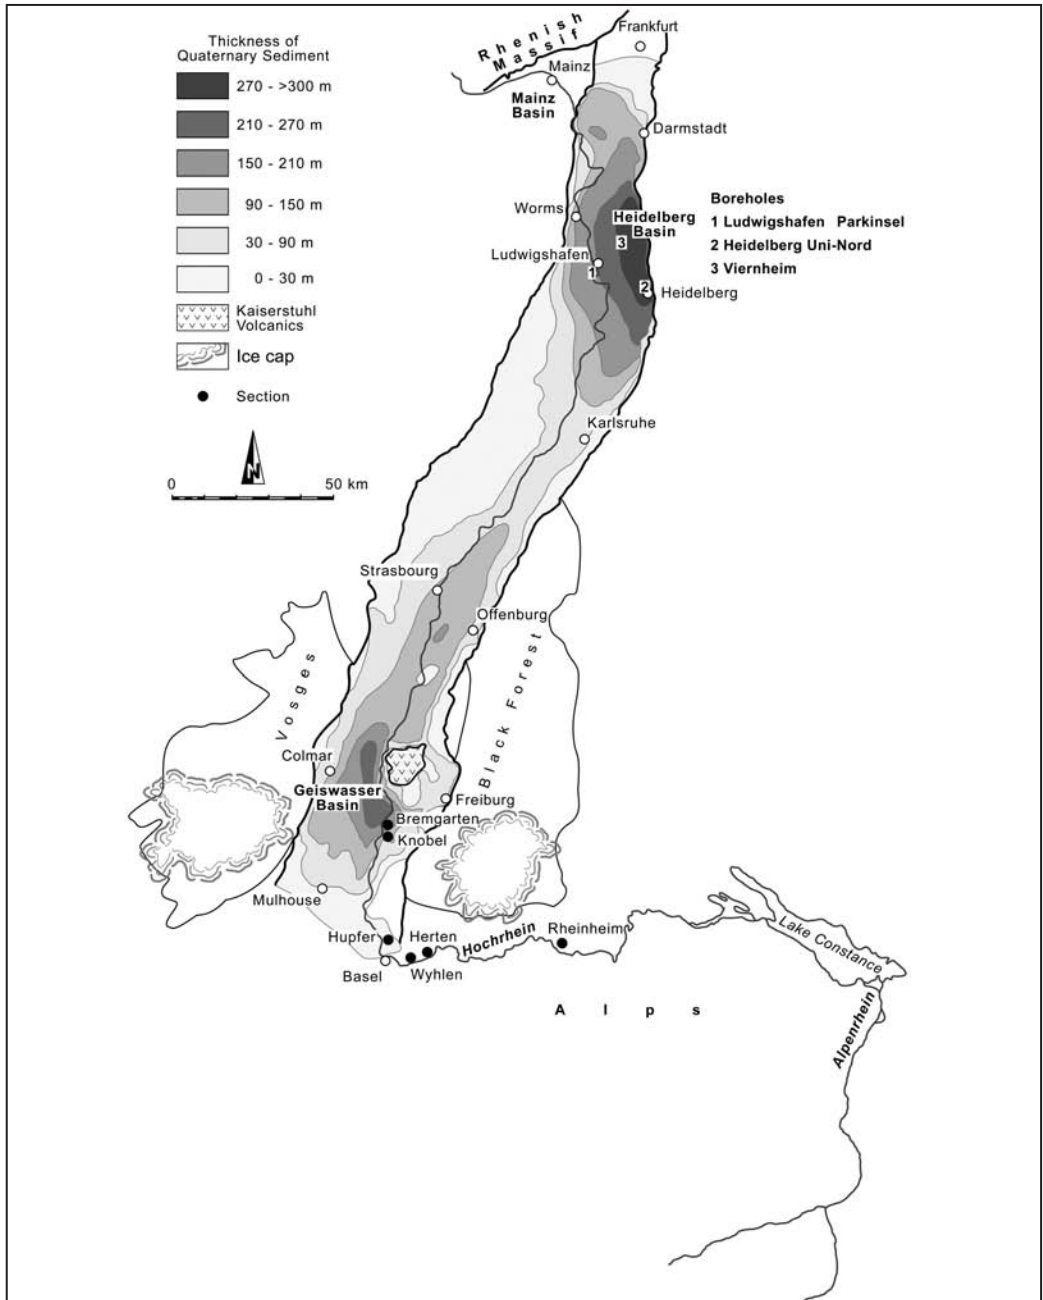 Thickness of
Quaternary Sediment
270 - >300 m
210 - 270 m
150 - 210 m
90 - 150 m
30 - 90 m
0 - 30 m
Kaiserstuhl
Volcanics
Ice cap
Section
N
0 50 km
Rhenish
Massif
Frankfurt
Mainz
Mainz
Basin
Darmstadt
Worms
Heidelberg
Basin
3
Ludwigshafen
1
2
Heidelberg
Boreholes
1 Ludwigshafen Parkinsel
2 Heidelberg Uni-Nord
3 Viernheim
Karlsruhe
Strasbourg
Offenburg
Vosges
Black Forest
Colmar
Geiswasser
Basin
Freiburg
Bremgarten
Knobel
Mulhouse
Hupfer
Herten
Hochrhein
Rheinheim
Basel
Wyhlen
Lake Constance
Alps
Alpenrhein